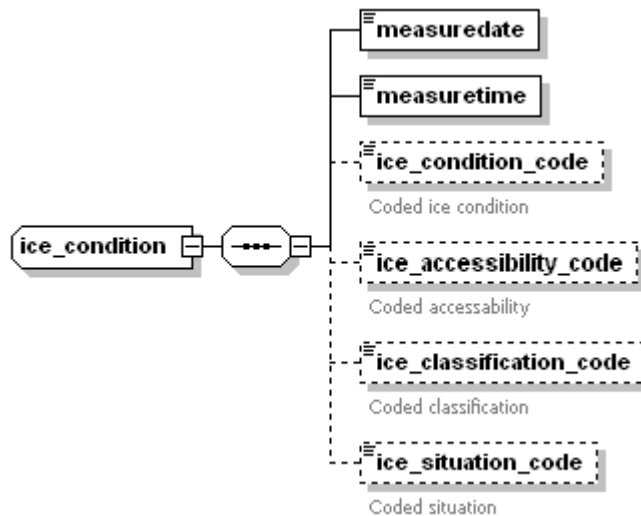 measuredate
measuretime
ice_condition_code
Coded ice condition
ice_condition
ice_accessibility_code
Coded accessability
ice_classification_code
Coded classification
ice_situation_code
Coded situation